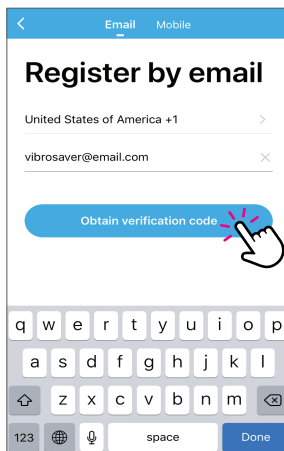 Email Mobile
Register by email
United States of America +1
vibrosaver@email.com
Obtain verification code
q w e r t y u i o p
a s d f g h j k l
z x c v b n m
123 space Done